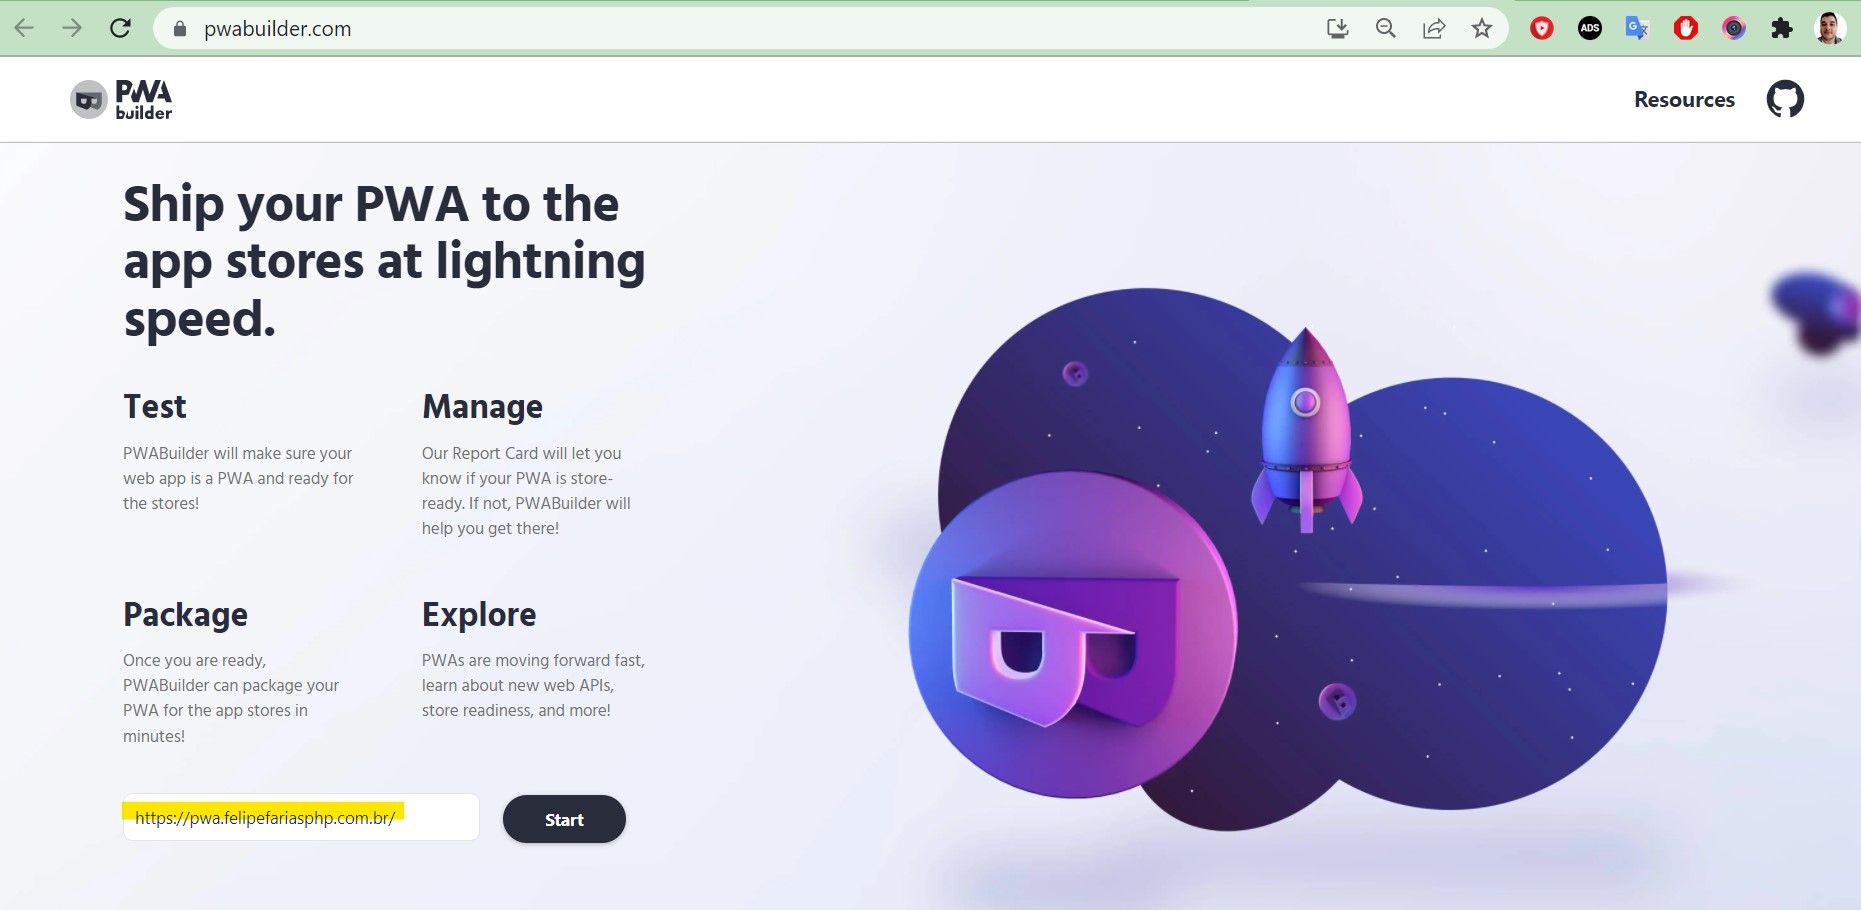 pwabuilder.com
ADS
PWA
builder
Resources
Ship your PWA to the
app stores at lightning
speed.
Test
PWABuilder will make sure your
web app is a PWA and ready for
the stores!
Manage
Our Report Card will let you
know if your PWA is store-
ready. If not, PWABuilder will
help you get there!
Package
Once you are ready,
PWABuilder can package your
PWA for the app stores in
minutes!
Explore
PWAs are moving forward fast,
learn about new web APIs,
store readiness, and more!
https://pwa.felipefariasphp.com.br/
Start